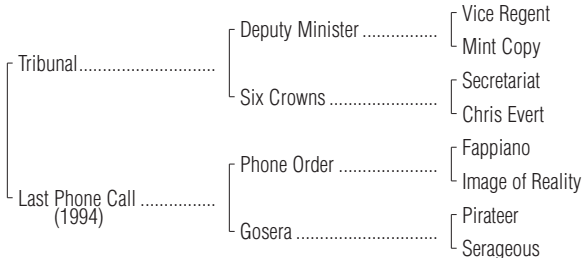 Vice Regent
Deputy Minister .................
Mint Copy
Tribunal...............................
Secretariat
Six Crowns ........................
Chris Evert
Fappiano
Phone Order ......................
Image of Reality
Last Phone Call .................
(1994)
Pirateer
Gosera ................................
Serageous